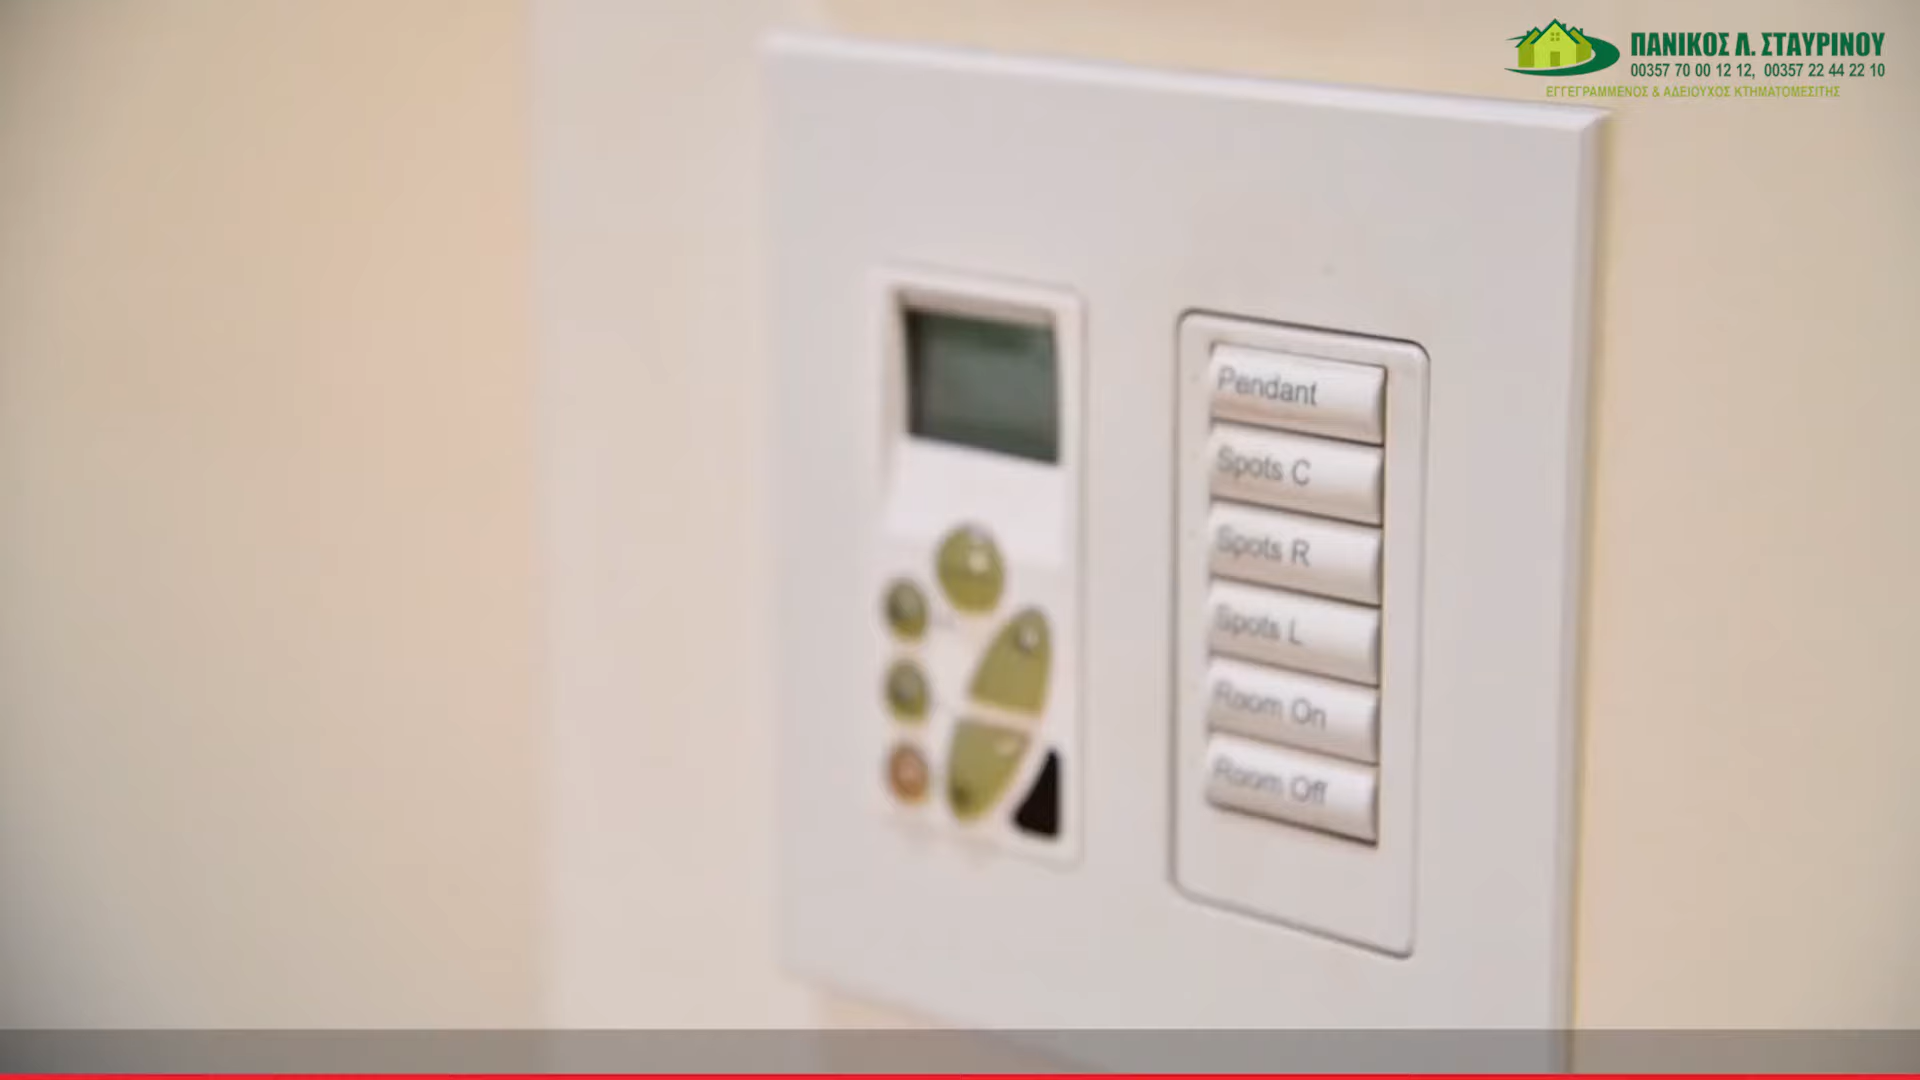 ΠΑΝΙΚΟΣ Λ. ΣΤΑΥΡΙΝΟΥ
00357 70 00 12 12, 00357 22 44 22 10
ΕΓΓΕΓΡΑΜΜΕΝΟΣ & ΑΔΕΙΟΥΧΟΣ ΚΤΗΜΑΤΟΜΕΣΙΤΗΣ
Pendant
Spots C
Spots R
Spots L
Room On
Room Off